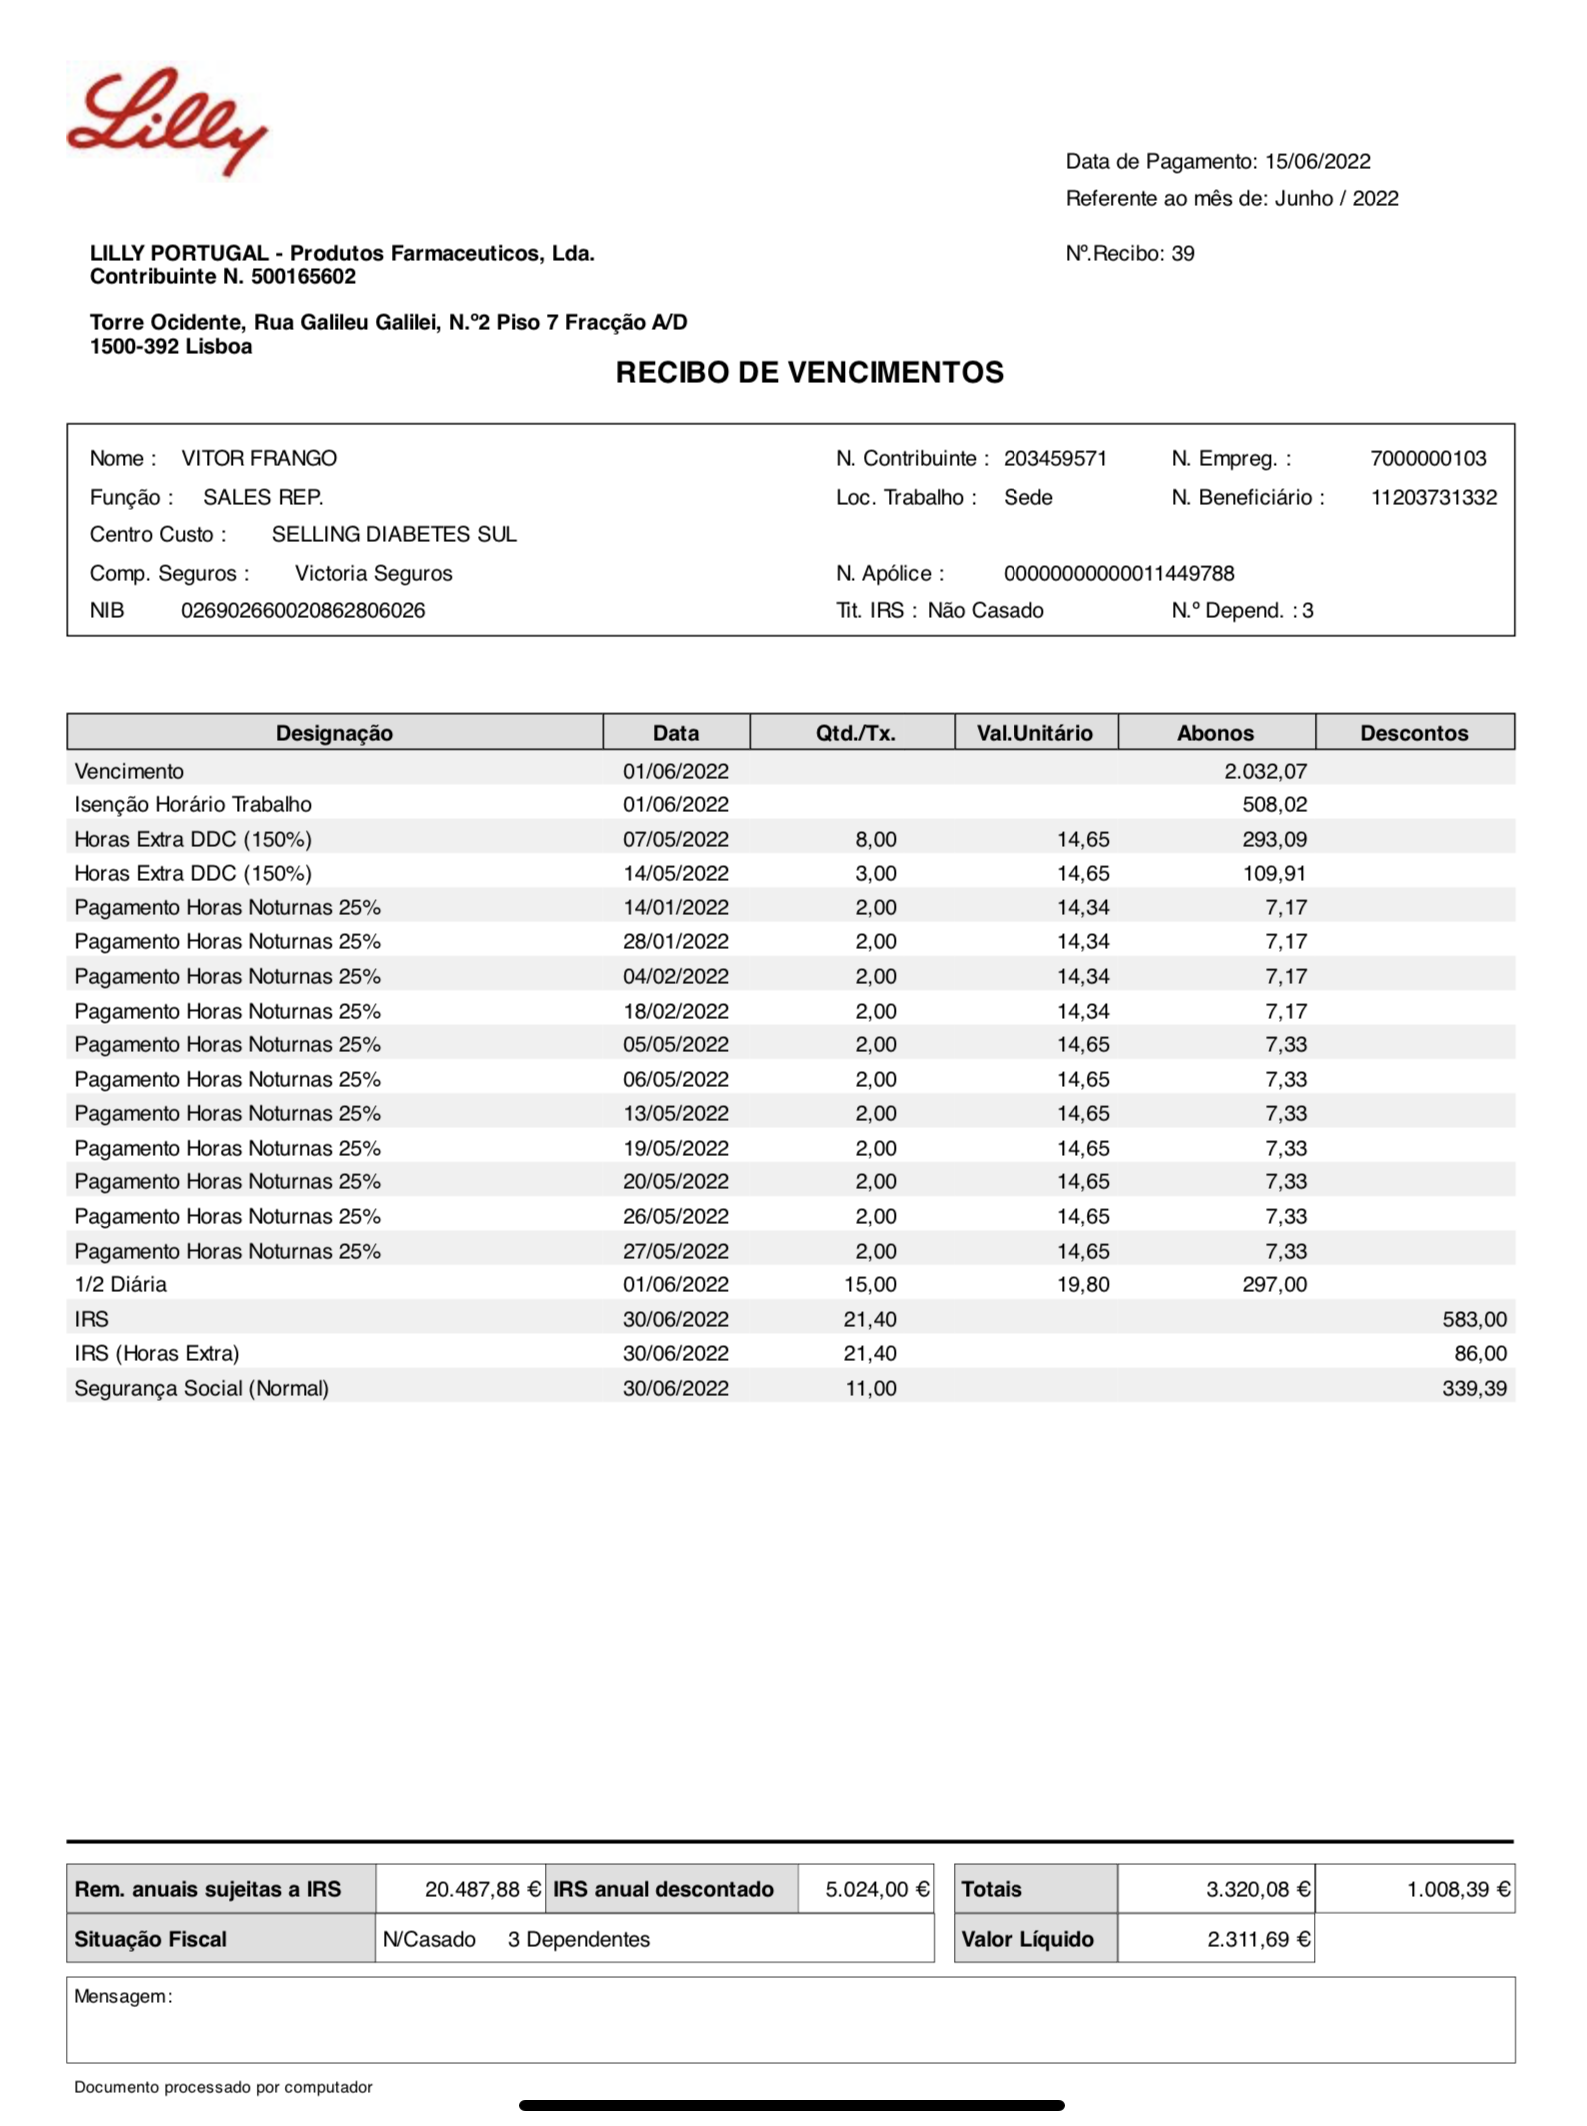 Lilly
Data de Pagamento: 15/06/2022
Referente ao mês de: Junho / 2022
LILLY PORTUGAL - Produtos Farmaceuticos, Lda.
Nº.Recibo: 39
Contribuinte N. 500165602
Torre Ocidente, Rua Galileu Galilei, N.º2 Piso 7 Fracção A/D
1500-392 Lisboa
RECIBO DE VENCIMENTOS
Nome : VITOR FRANGO N. Contribuinte : 203459571 N. Empreg. : 7000000103
Função : SALES REP. Loc. Trabalho : Sede N. Beneficiário : 11203731332
Centro Custo : SELLING DIABETES SUL
Comp. Seguros : Victoria Seguros N. Apólice : 00000000000011449788
NIB 026902660020862806026 Tit. IRS : Não Casado N.º Depend. : 3
Designação Data Qtd./Tx. Val.Unitário Abonos Descontos
Vencimento 01/06/2022 2.032,07
Isenção Horário Trabalho 01/06/2022 508,02
Horas Extra DDC (150%) 07/05/2022 8,00 14,65 293,09
Horas Extra DDC (150%) 14/05/2022 3,00 14,65 109,91
Pagamento Horas Noturnas 25% 14/01/2022 2,00 14,34 7,17
Pagamento Horas Noturnas 25% 28/01/2022 2,00 14,34 7,17
Pagamento Horas Noturnas 25% 04/02/2022 2,00 14,34 7,17
Pagamento Horas Noturnas 25% 18/02/2022 2,00 14,34 7,17
Pagamento Horas Noturnas 25% 05/05/2022 2,00 14,65 7,33
Pagamento Horas Noturnas 25% 06/05/2022 2,00 14,65 7,33
Pagamento Horas Noturnas 25% 13/05/2022 2,00 14,65 7,33
Pagamento Horas Noturnas 25% 19/05/2022 2,00 14,65 7,33
Pagamento Horas Noturnas 25% 20/05/2022 2,00 14,65 7,33
Pagamento Horas Noturnas 25% 26/05/2022 2,00 14,65 7,33
Pagamento Horas Noturnas 25% 27/05/2022 2,00 14,65 7,33
1/2 Diária 01/06/2022 15,00 19,80 297,00
IRS 30/06/2022 21,40 583,00
IRS (Horas Extra) 30/06/2022 21,40 86,00
Segurança Social (Normal) 30/06/2022 11,00 339,39
Rem. anuais sujeitas a IRS 20.487,88 € IRS anual descontado 5.024,00 € Totais 3.320,08 € 1.008,39 €
Situação Fiscal N/Casado 3 Dependentes Valor Líquido 2.311,69 €
Mensagem:
Documento processado por computador